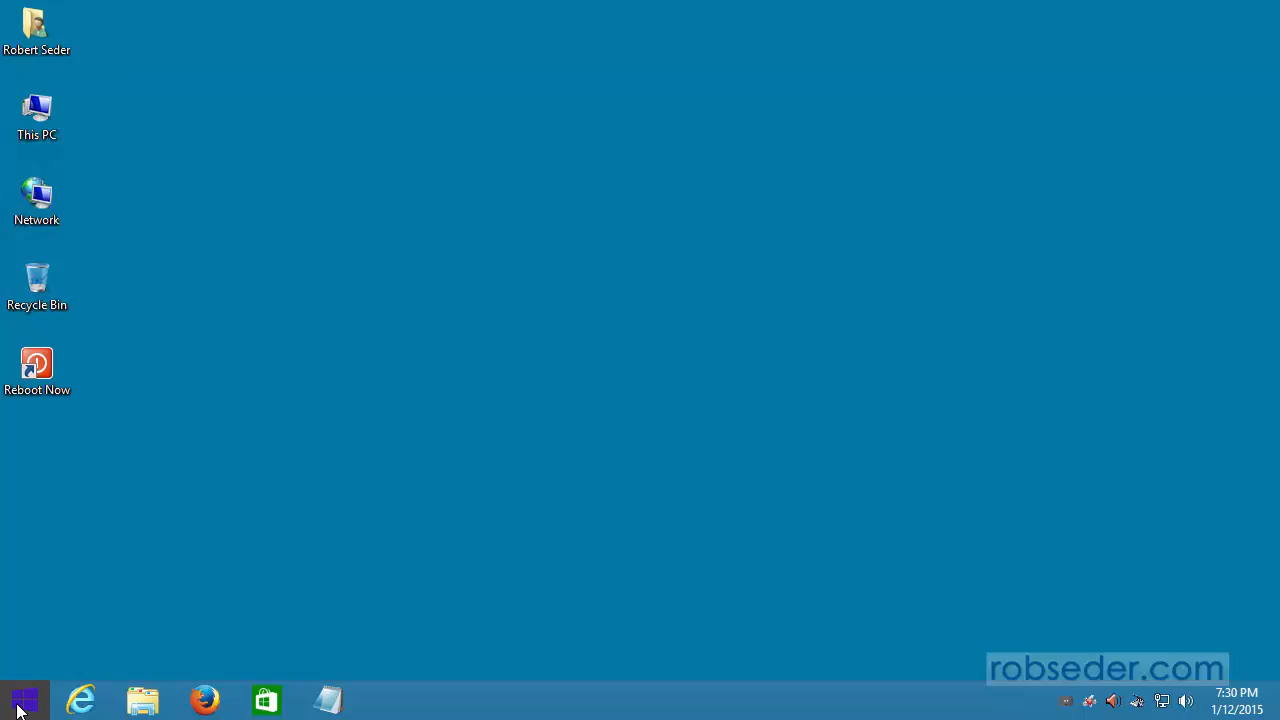 Robert Seder
This PC
Network
Recycle Bin
Reboot Now
robseder.com
7:30 PM
1/12/2015